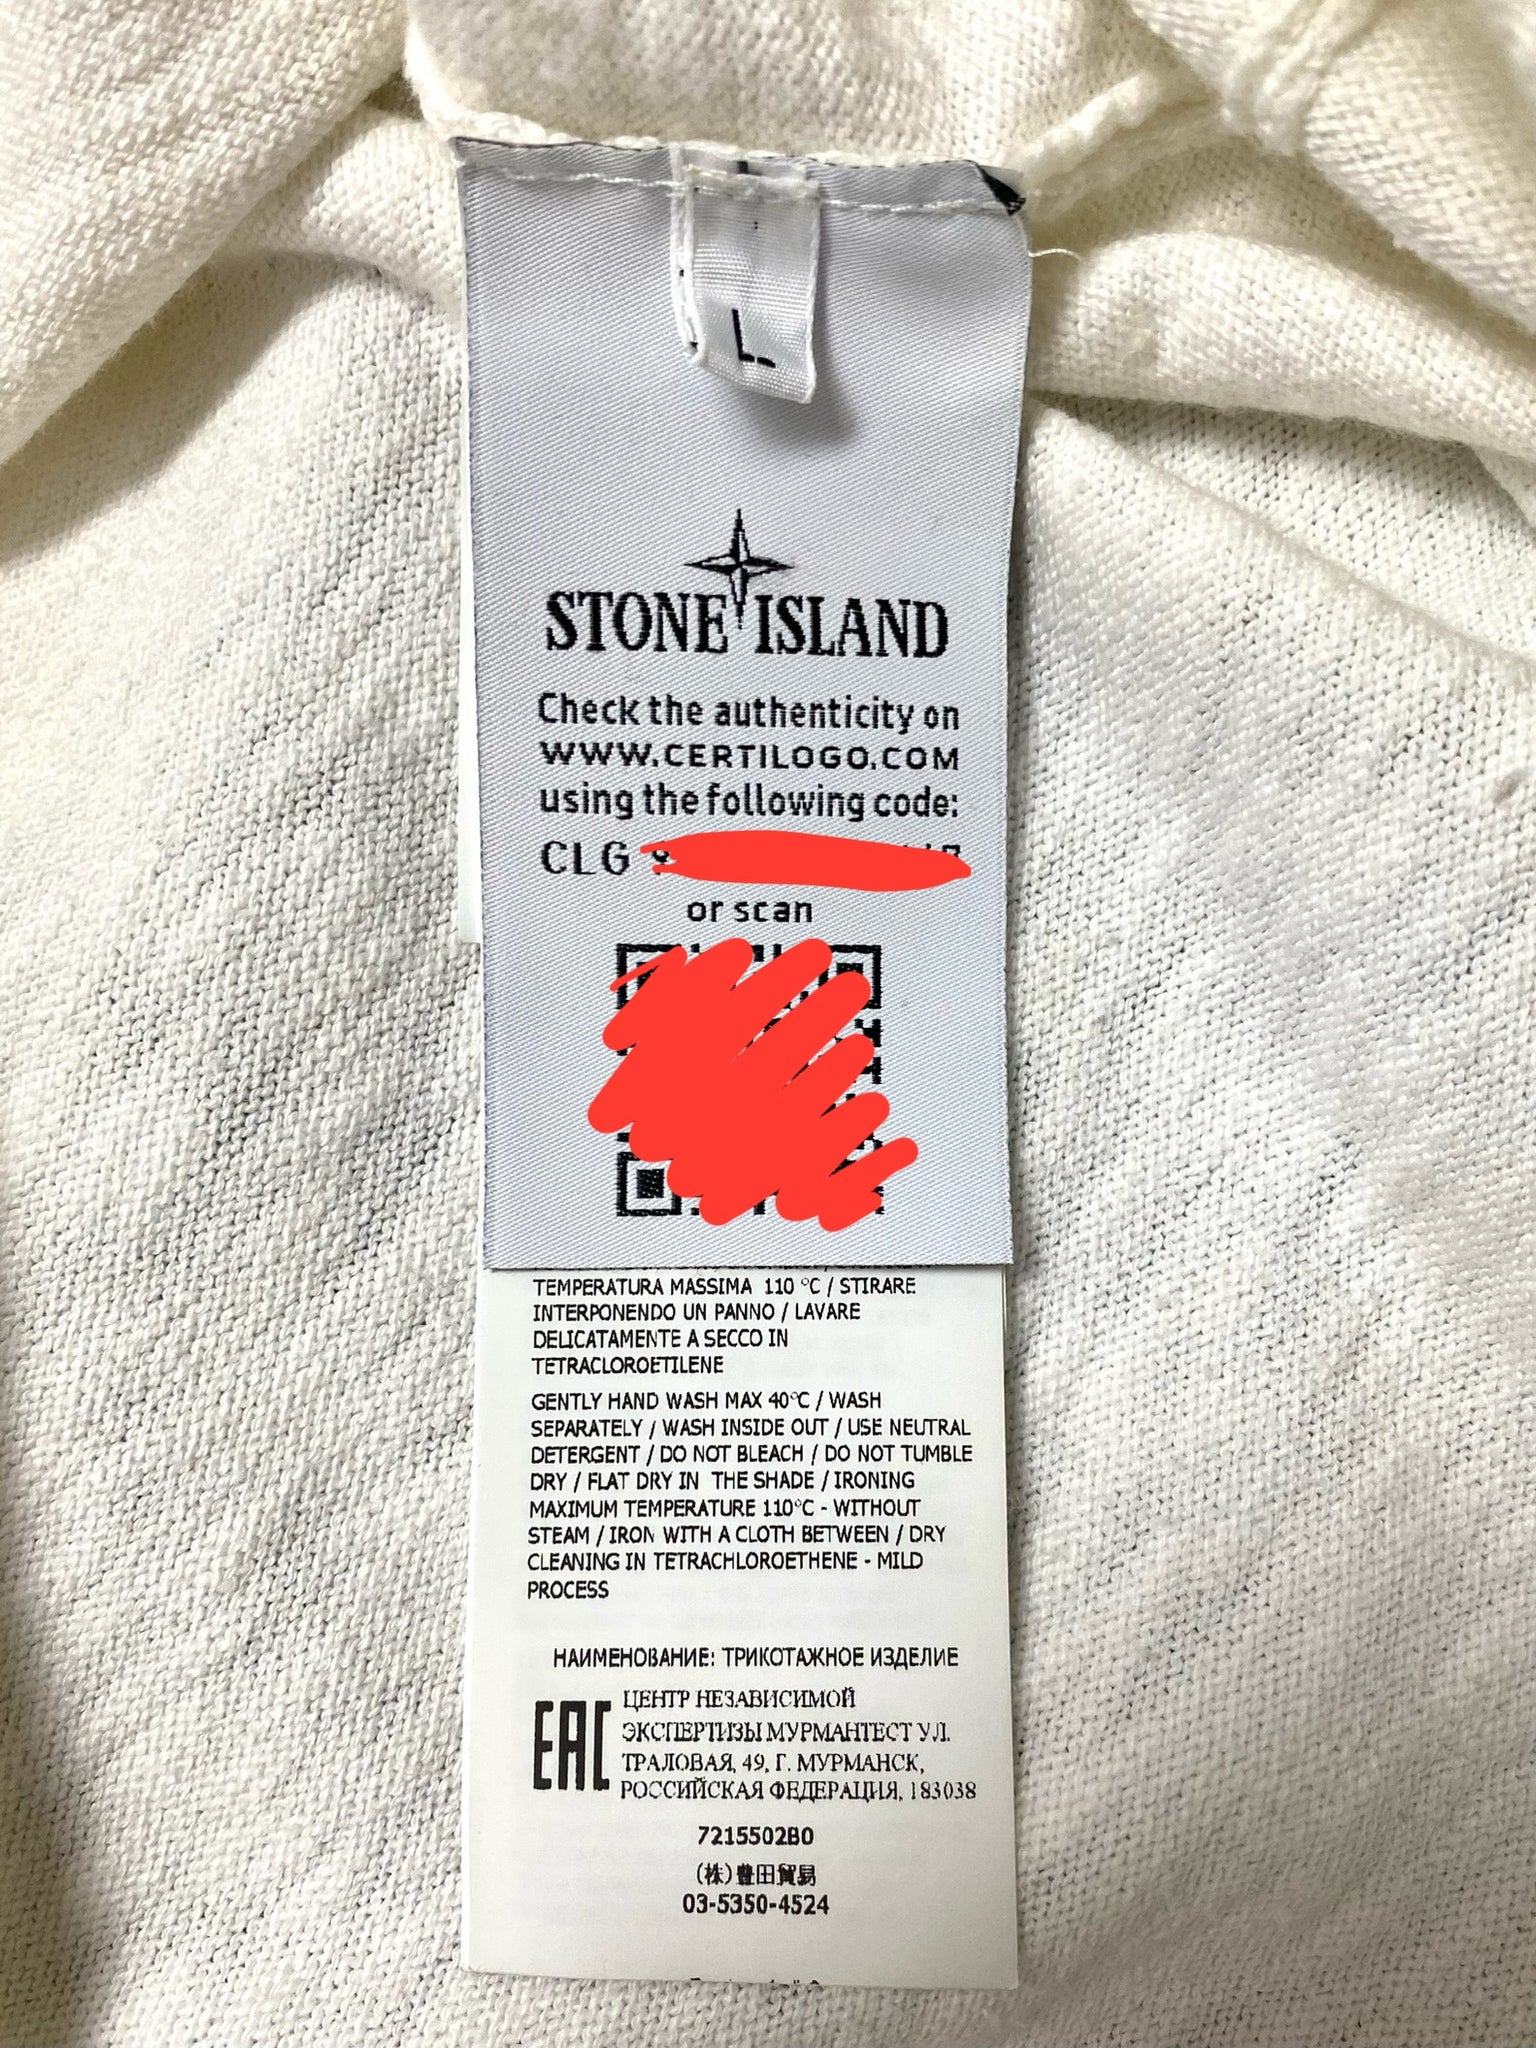 L
STONE ISLAND
Check the authenticity on
WWW.CERTILOGO.COM
using the following code:
CLG
or scan
TEMPERATURA MASSIMA 110 °C / STIRARE
INTERPONENDO UN PANNO / LAVARE
DELICATAMENTE A SECCO IN
TETRACLOROETILENE
GENTLY HAND WASH MAX 40°C / WASH
SEPARATELY / WASH INSIDE OUT / USE NEUTRAL
DETERGENT / DO NOT BLEACH / DO NOT TUMBLE
DRY / FLAT DRY IN THE SHADE / IRONING
MAXIMUM TEMPERATURE 110°C - WITHOUT
STEAM / IRON WITH A CLOTH BETWEEN / DRY
CLEANING IN TETRACHLOROETHENE - MILD
PROCESS
НАИМЕНОВАНИЕ: ТРИКОТАЖНОЕ ИЗДЕЛИЕ
EAC
ЦЕНТР НЕЗАВИСИМОЙ
ЭКСПЕРТИЗЫ МУРМАНТЕСТ УЛ.
ТРАЛОВАЯ, 49, Г. МУРМАНСК,
РОССИЙСКАЯ ФЕДЕРАЦИЯ, 183038
7215502B0
(株)豊田貿易
03-5350-4524